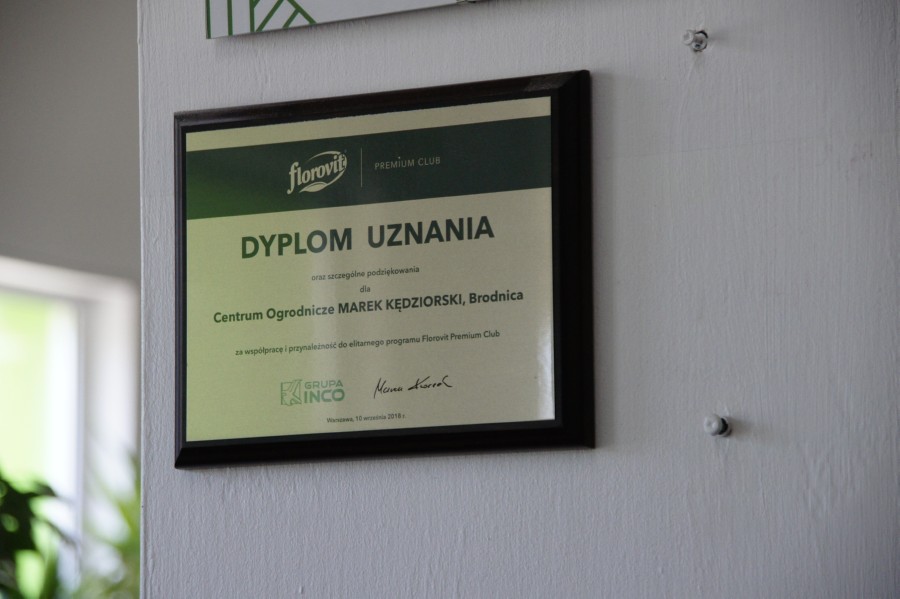 florovit PREMIUM CLUB
DYPLOM UZNANIA
oraz szczególne podziękowania
dla
Centrum Ogrodnicze MAREK KĘDZIORSKI, Brodnica
za współpracę i przynależność do elitarnego programu Florovit Premium Club
GRUPA
INCO
Warszawa, 10 września 2018 r.